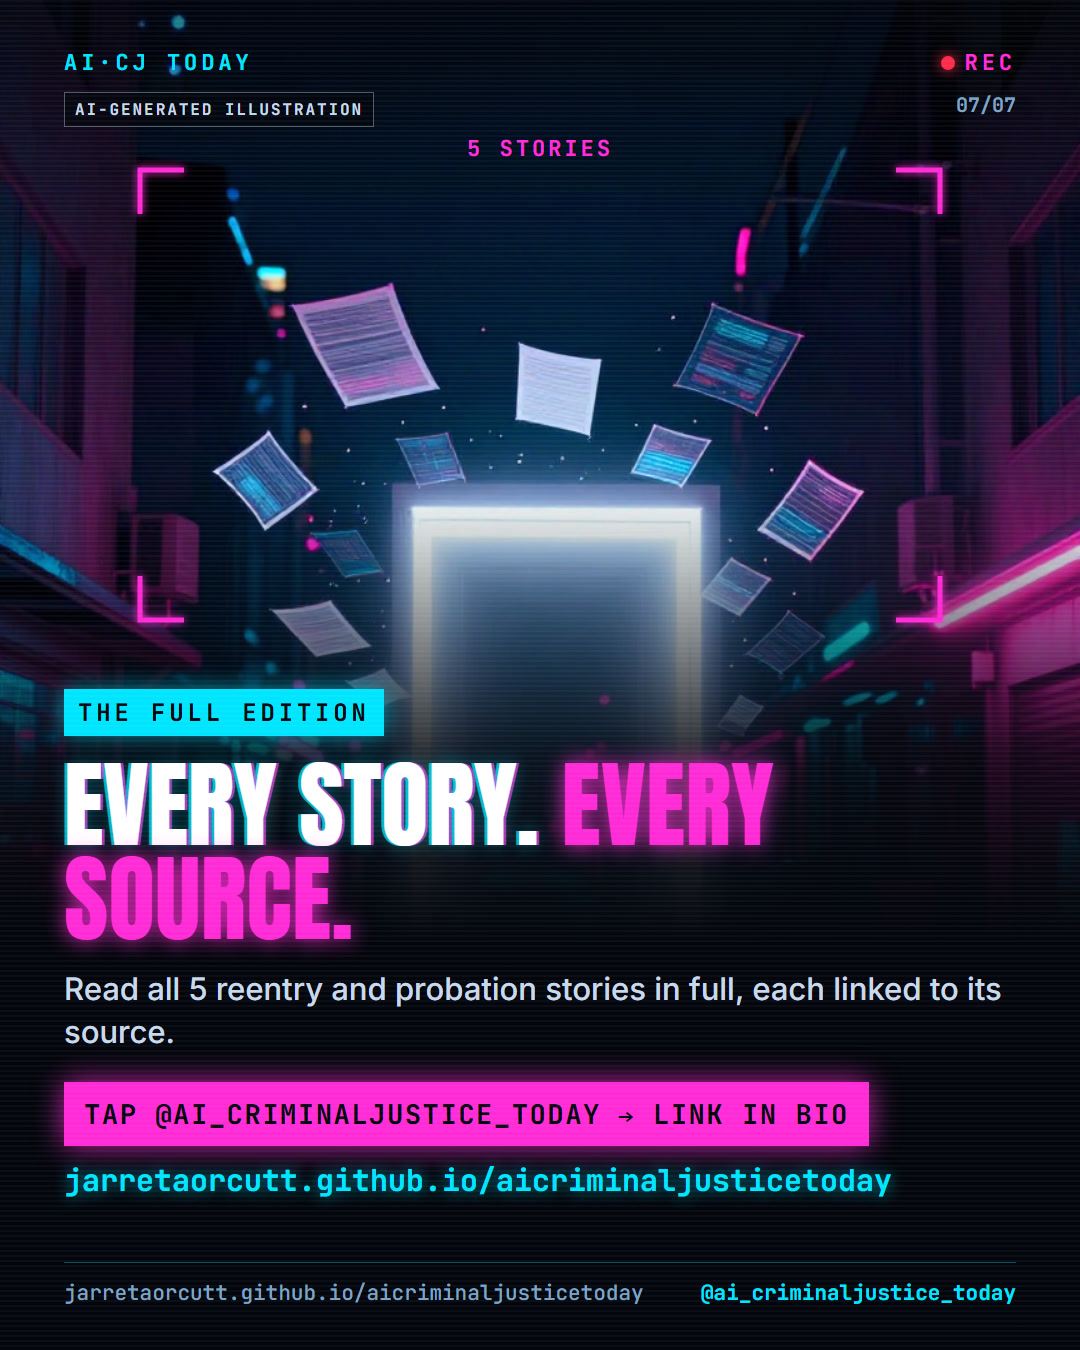 AI·CJ TODAY
REC
AI-GENERATED ILLUSTRATION
07/07
5 STORIES
THE FULL EDITION
EVERY STORY. EVERY
SOURCE.
Read all 5 reentry and probation stories in full, each linked to its
source.
TAP @AI_CRIMINALJUSTICE_TODAY → LINK IN BIO
jarretaorcutt.github.io/aicriminaljusticetoday
jarretaorcutt.github.io/aicriminaljusticetoday
@ai_criminaljustice_today